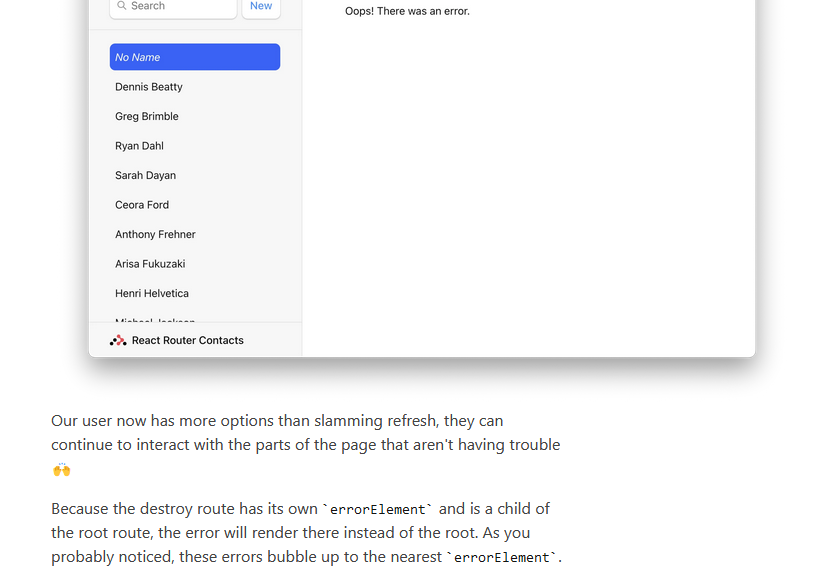 Search New Oops! There was an error.
No Name
Dennis Beatty
Greg Brimble
Ryan Dahl
Sarah Dayan
Ceora Ford
Anthony Frehner
Arisa Fukuzaki
Henri Helvetica
Michael Jackson
React Router Contacts
Our user now has more options than slamming refresh, they can
continue to interact with the parts of the page that aren't having trouble
🙌
Because the destroy route has its own `errorElement` and is a child of
the root route, the error will render there instead of the root. As you
probably noticed, these errors bubble up to the nearest `errorElement`.